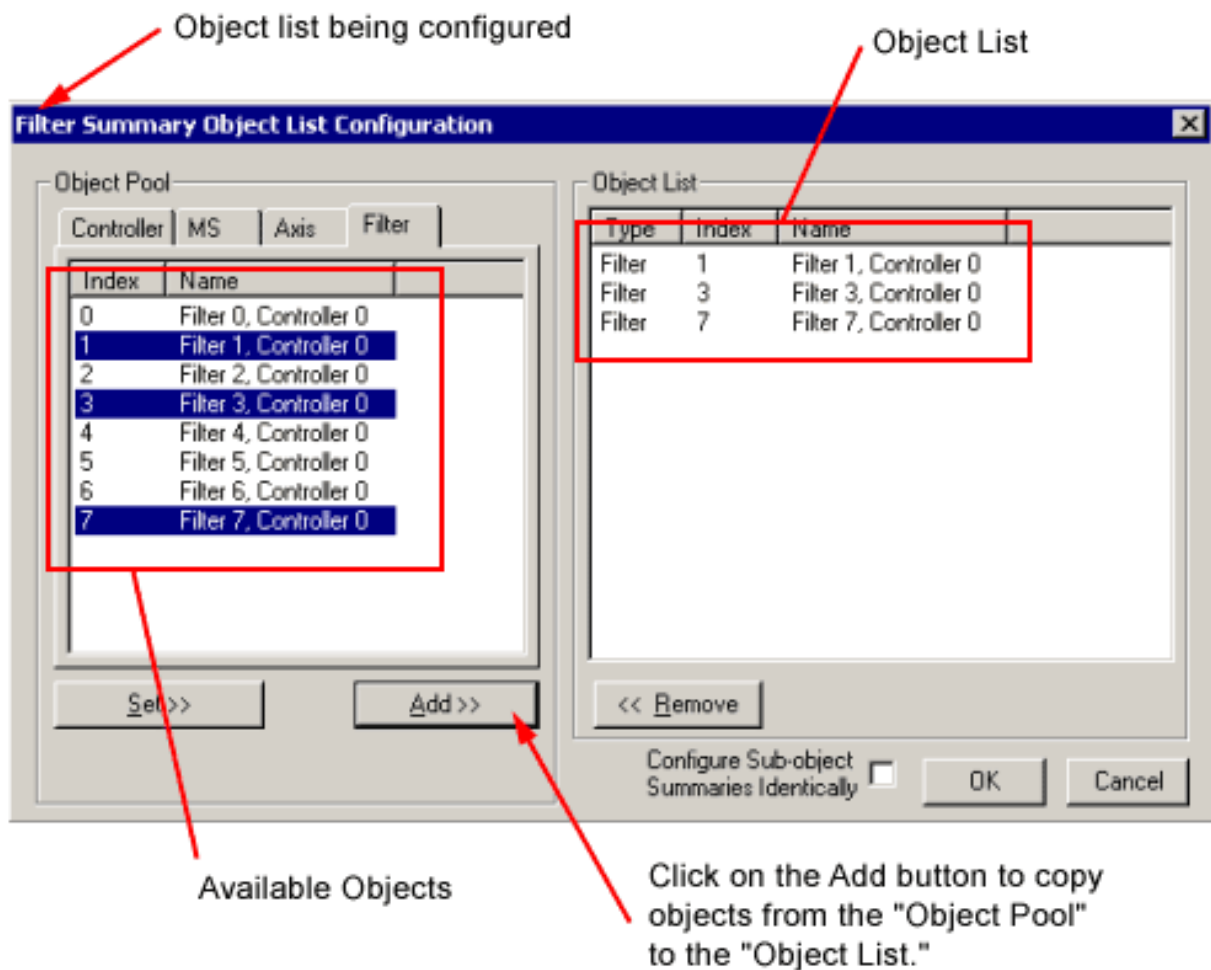 Object list being configured
Object List
Filter Summary Object List Configuration
Object Pool
Controller MS Axis Filter
Index Name
0 Filter 0, Controller 0
1 Filter 1, Controller 0
2 Filter 2, Controller 0
3 Filter 3, Controller 0
4 Filter 4, Controller 0
5 Filter 5, Controller 0
6 Filter 6, Controller 0
7 Filter 7, Controller 0
Set >>
Add >>
Object List
Type Index Name
Filter 1 Filter 1, Controller 0
Filter 3 Filter 3, Controller 0
Filter 7 Filter 7, Controller 0
<< Remove
Configure Sub-object
Summaries Identically
OK
Cancel
Available Objects
Click on the Add button to copy
objects from the "Object Pool"
to the "Object List."